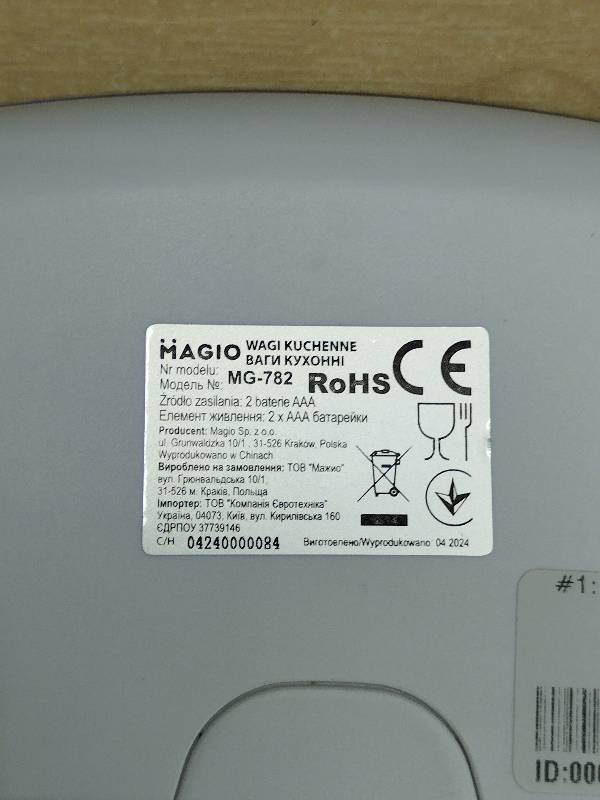 MAGIO WAGI KUCHENNE
ВАГИ КУХОННІ
Nr modelu:
Модель №: MG-782 RoHS CE
Źródło zasilania: 2 baterie AAA
Елемент живлення: 2 x AAA батарейки
Producent: Magio Sp. z.o.o.
ul. Grunwaldzka 10/1, 31-526 Krakow, Polska
Wyprodukowano w Chinach
Вироблено на замовлення: ТОВ "Мажио"
вул. Грюнвальдська 10/1,
31-526 м. Краків, Польща
Імпортер: ТОВ "Компанія Євротехніка"
Україна, 04073, Київ, вул. Кирилівська 160
ЄДРПОУ 37739146
С/Н 04240000084 Виготовлено/Wyprodukowano: 04.2024
#1:
ID:000